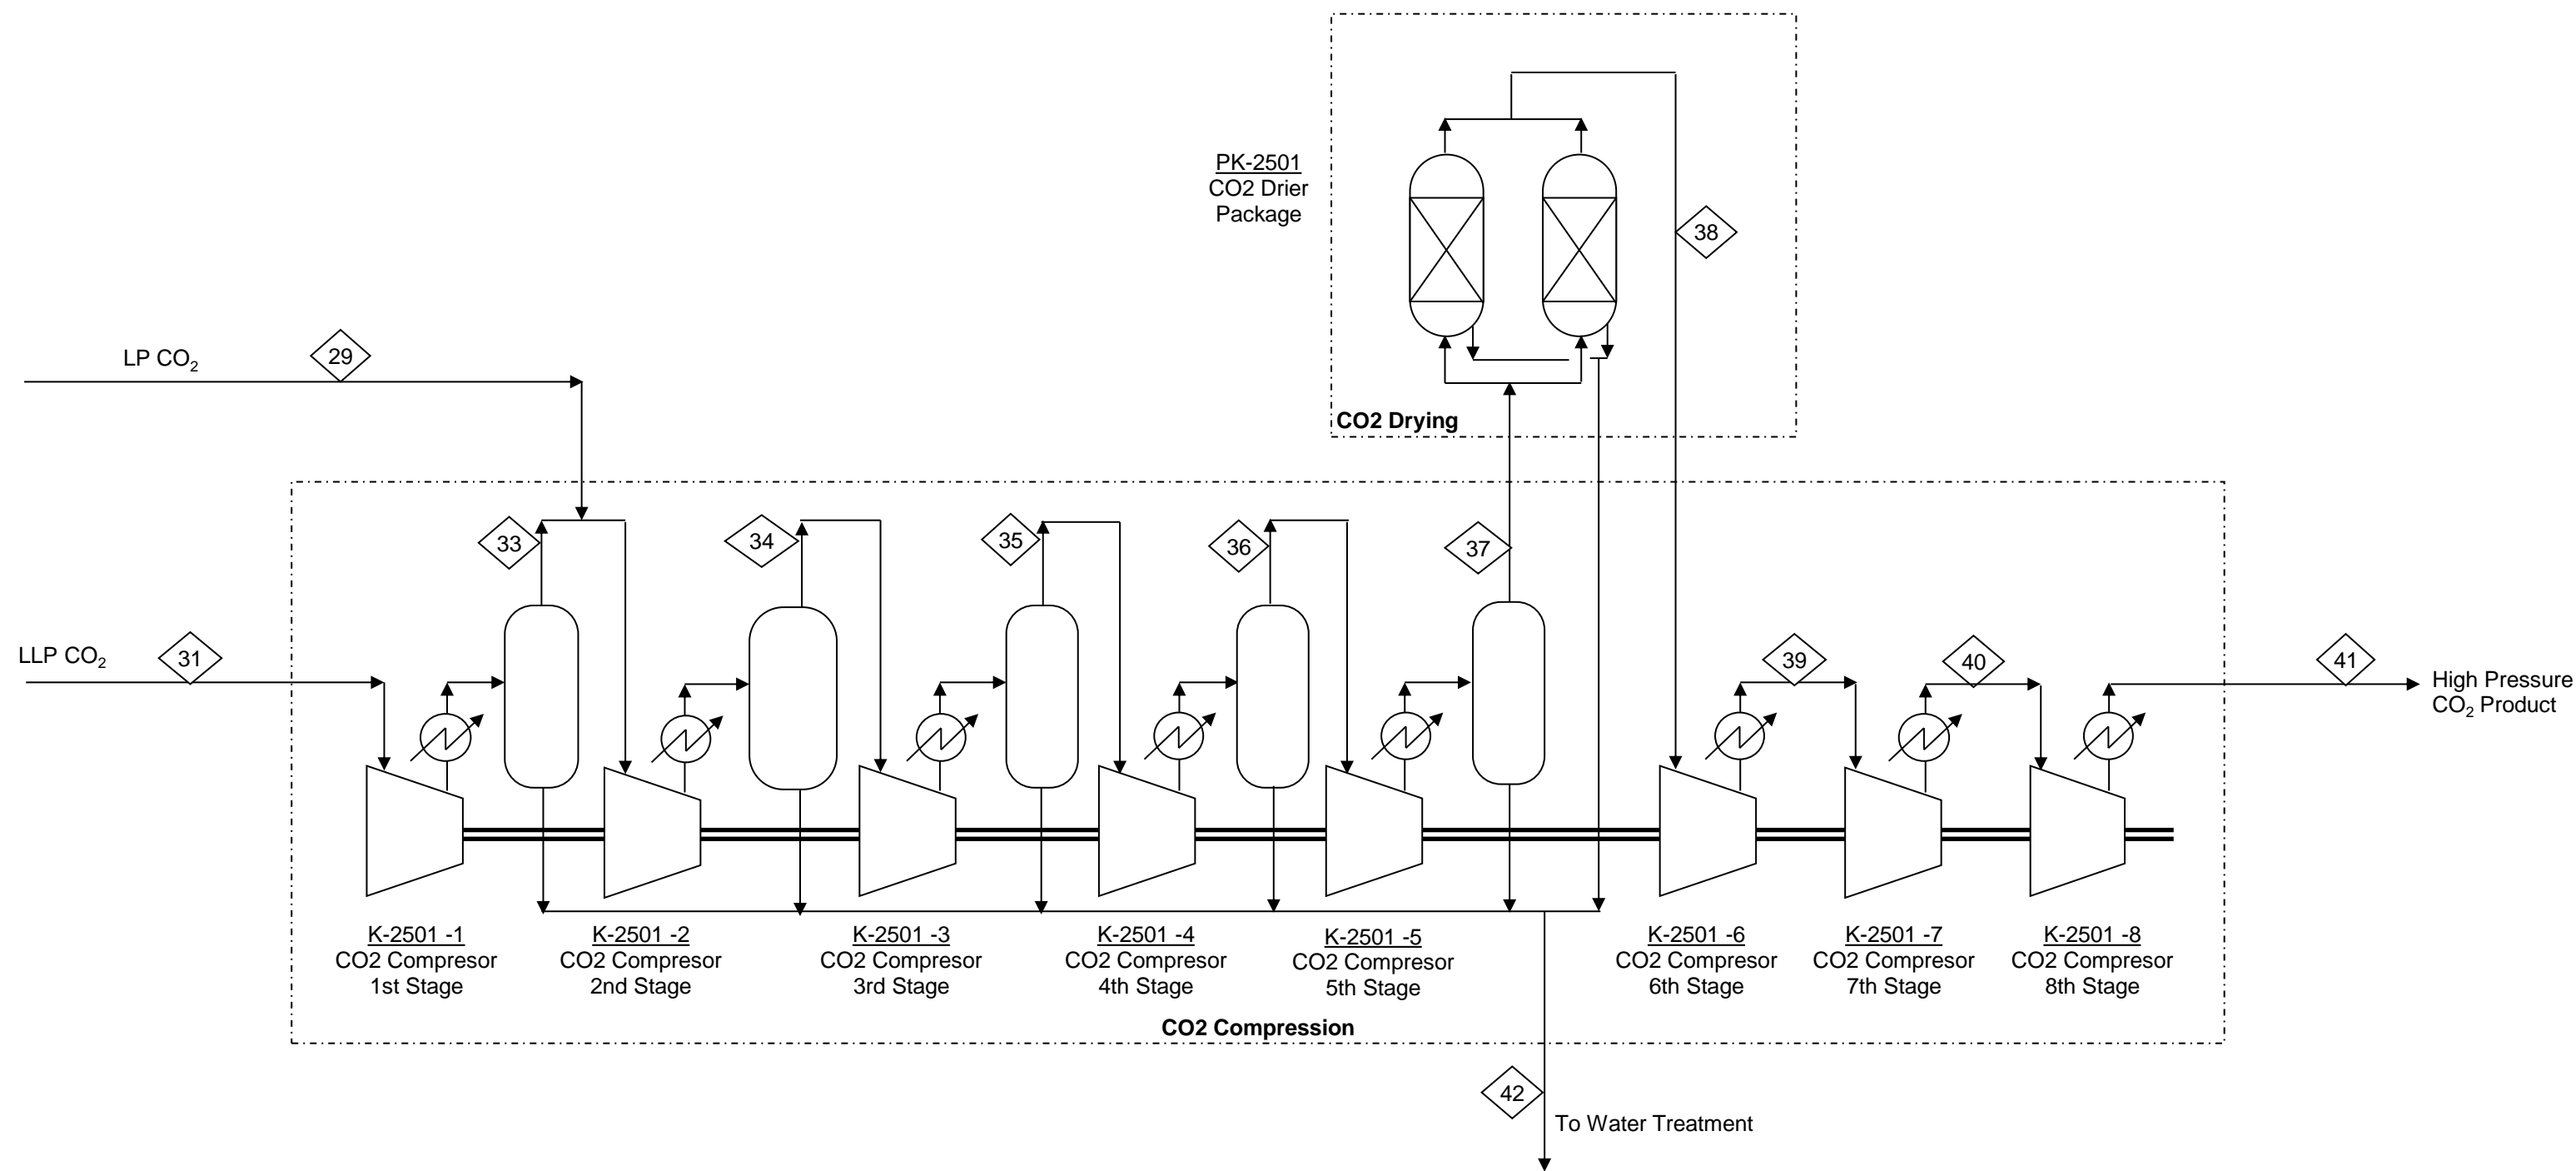 PK-2501
CO2 Drier
Package
38
CO2 Drying
LP CO₂
29
33
34
35
36
37
LLP CO₂
31
39
40
41
High Pressure
CO₂ Product
K-2501 -1
CO2 Compresor
1st Stage
K-2501 -2
CO2 Compresor
2nd Stage
K-2501 -3
CO2 Compresor
3rd Stage
K-2501 -4
CO2 Compresor
4th Stage
K-2501 -5
CO2 Compresor
5th Stage
K-2501 -6
CO2 Compresor
6th Stage
K-2501 -7
CO2 Compresor
7th Stage
K-2501 -8
CO2 Compresor
8th Stage
CO2 Compression
42
To Water Treatment